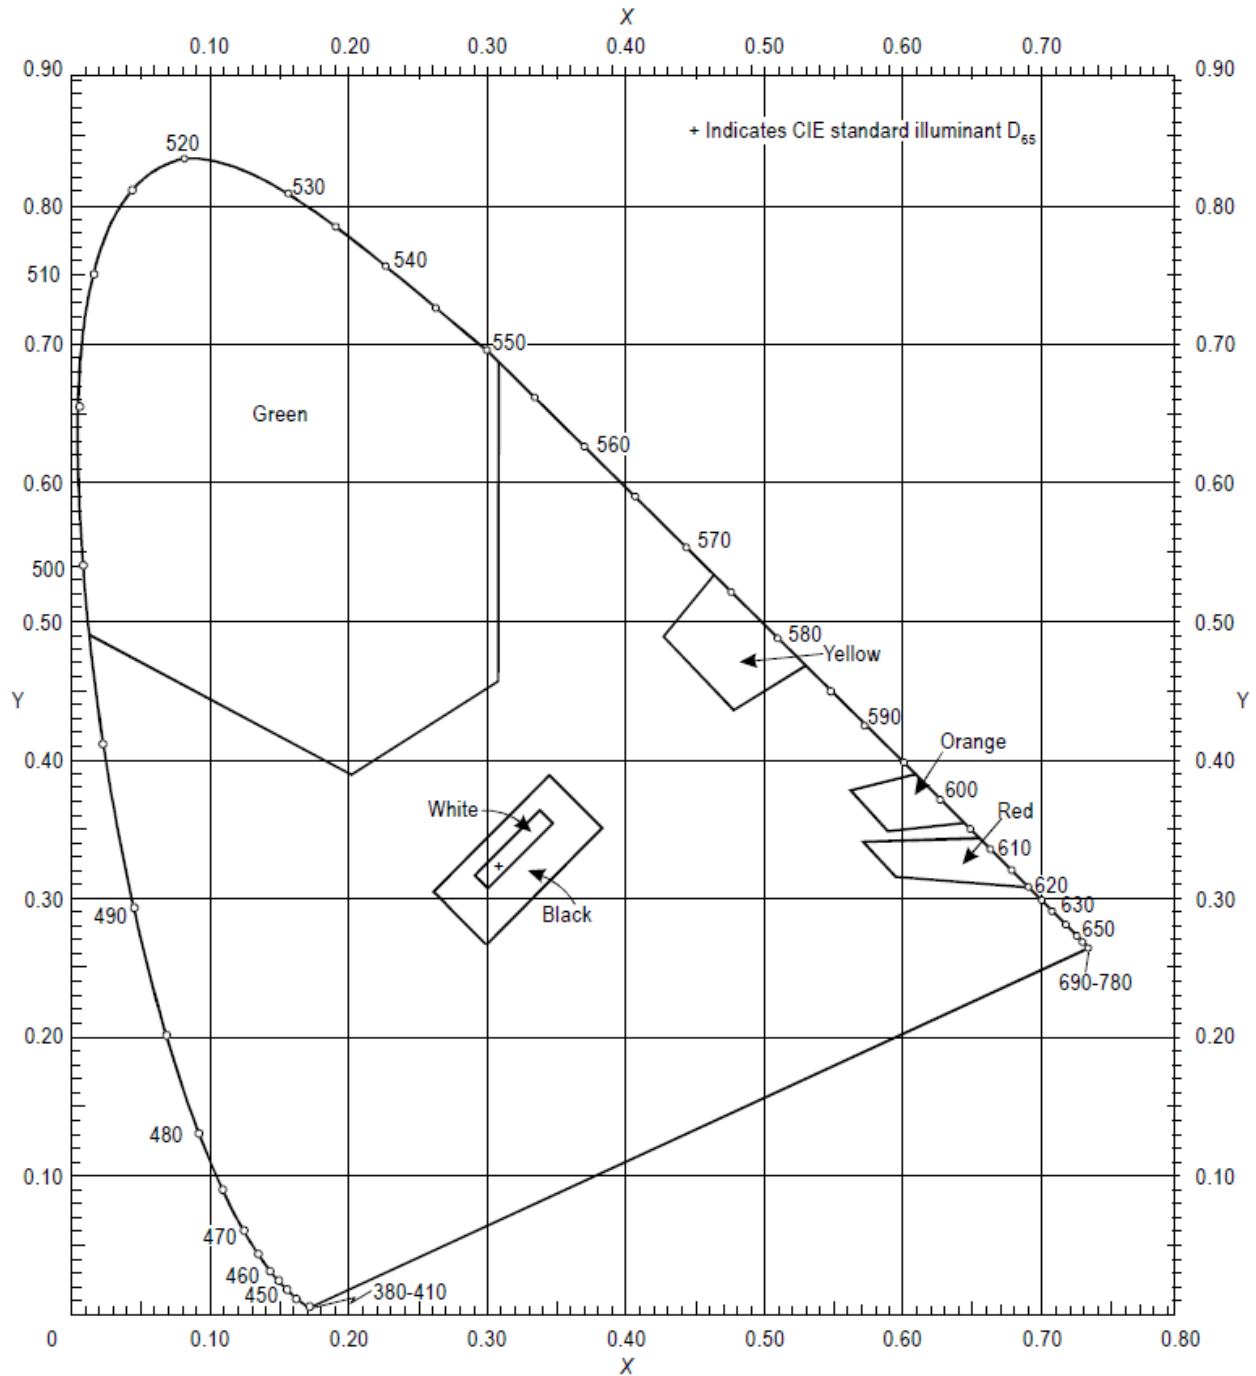 X
0.10 0.20 0.30 0.40 0.50 0.60 0.70
0.90 0.90
+ Indicates CIE standard illuminant D65
520
530
0.80 0.80
540
510
0.70 550 0.70
Green
560
0.60 0.60
570
500
0.50 580 0.50
Yellow
Y Y
590
Orange
0.40 0.40
600
White Red
610
620
0.30 630 0.30
490 Black
650
690-780
0.20 0.20
480
0.10 0.10
470
460
450 380-410
0 0.10 0.20 0.30 0.40 0.50 0.60 0.70 0.80
X